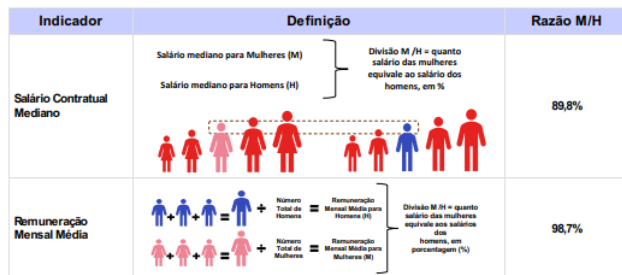 Indicador
Definição
Razão M/H
Salário Contratual
Mediano
Salário mediano para Mulheres (M)
Salário mediano para Homens (H)
Divisão M /H = quanto
salário das mulheres
equivale ao salário dos
homens, em %
89,8%
Remuneração
Mensal Média
+ + = ÷
Número
Total de
Homens
=
Remuneração
Mensal Média para
Homens (H)
+ + = ÷
Número
Total de
Mulheres
=
Remuneração
Mensal Média para
Mulheres (M)
Divisão M /H = quanto
salário das mulheres
equivale aos salários
dos
homens, em
porcentagem (%)
98,7%